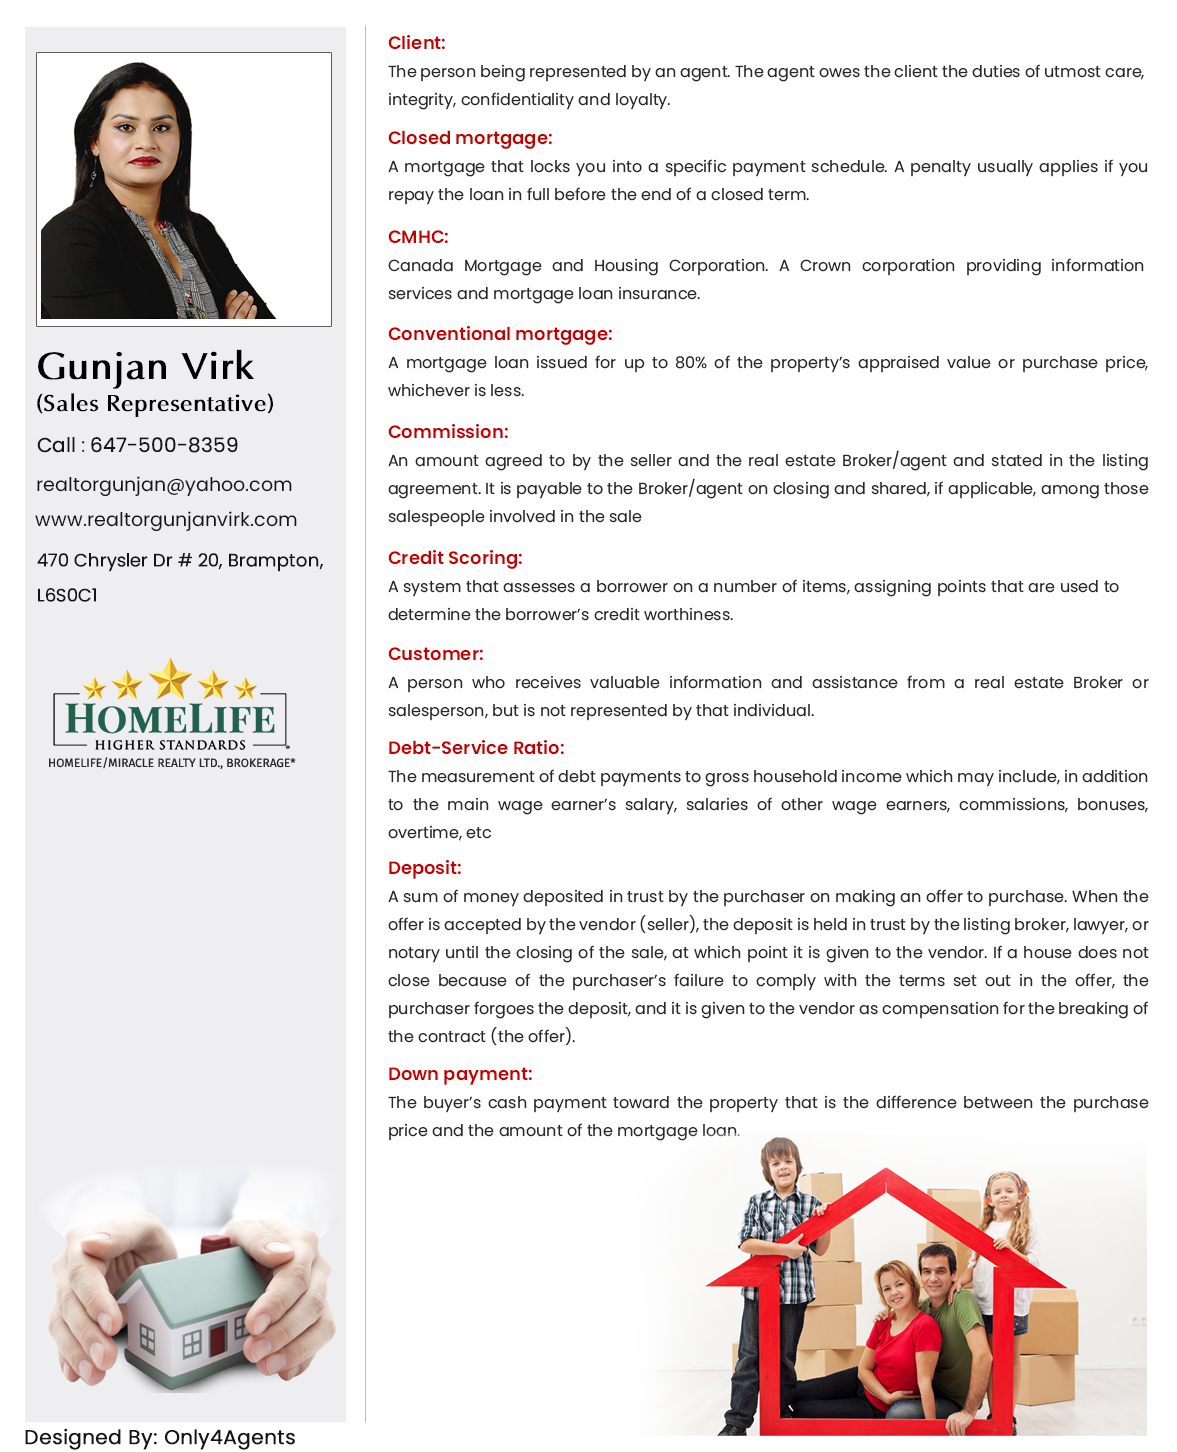 Gunjan Virk
(Sales Representative)
Call : 647-500-8359
realtorgunjan@yahoo.com
www.realtorgunjanvirk.com
470 Chrysler Dr # 20, Brampton,
L6S0C1
HOMELIFE
HIGHER STANDARDS
HOMELIFE/MIRACLE REALTY LTD., BROKERAGE*
Client:
The person being represented by an agent. The agent owes the client the duties of utmost care,
integrity, confidentiality and loyalty.
Closed mortgage:
A mortgage that locks you into a specific payment schedule. A penalty usually applies if you
repay the loan in full before the end of a closed term.
CMHC:
Canada Mortgage and Housing Corporation. A Crown corporation providing information
services and mortgage loan insurance.
Conventional mortgage:
A mortgage loan issued for up to 80% of the property’s appraised value or purchase price,
whichever is less.
Commission:
An amount agreed to by the seller and the real estate Broker/agent and stated in the listing
agreement. It is payable to the Broker/agent on closing and shared, if applicable, among those
salespeople involved in the sale
Credit Scoring:
A system that assesses a borrower on a number of items, assigning points that are used to
determine the borrower’s credit worthiness.
Customer:
A person who receives valuable information and assistance from a real estate Broker or
salesperson, but is not represented by that individual.
Debt-Service Ratio:
The measurement of debt payments to gross household income which may include, in addition
to the main wage earner’s salary, salaries of other wage earners, commissions, bonuses,
overtime, etc
Deposit:
A sum of money deposited in trust by the purchaser on making an offer to purchase. When the
offer is accepted by the vendor (seller), the deposit is held in trust by the listing broker, lawyer, or
notary until the closing of the sale, at which point it is given to the vendor. If a house does not
close because of the purchaser’s failure to comply with the terms set out in the offer, the
purchaser forgoes the deposit, and it is given to the vendor as compensation for the breaking of
the contract (the offer).
Down payment:
The buyer’s cash payment toward the property that is the difference between the purchase
price and the amount of the mortgage loan.
Designed By: Only4Agents